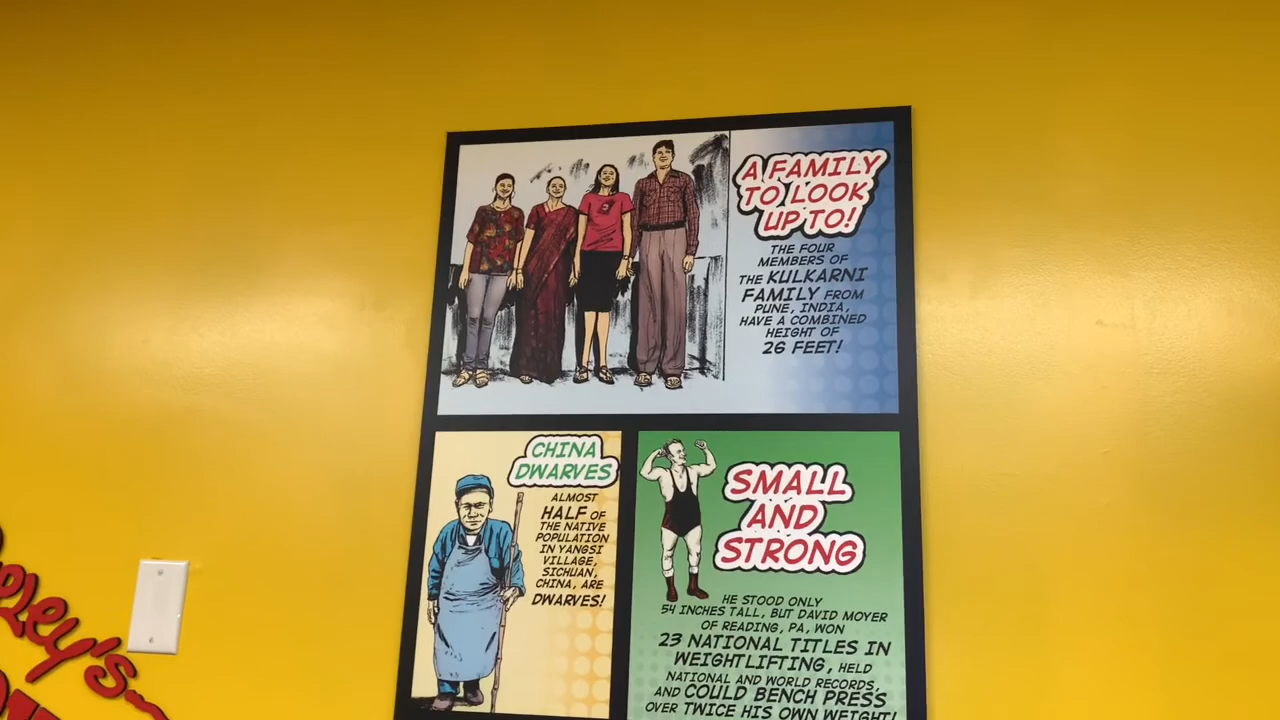 A FAMILY
TO LOOK
UP TO!
THE FOUR
MEMBERS OF
THE KULKARNI
FAMILY FROM
PUNE, INDIA,
HAVE A COMBINED
HEIGHT OF
26 FEET!
CHINA
DWARVES
ALMOST
HALF OF
THE NATIVE
POPULATION
IN YANGSI
VILLAGE,
SICHUAN,
CHINA, ARE
DWARVES!
SMALL
AND
STRONG
HE STOOD ONLY
54 INCHES TALL, BUT DAVID MOYER
OF READING, PA, WON
23 NATIONAL TITLES IN
WEIGHTLIFTING, HELD
NATIONAL AND WORLD RECORDS,
AND COULD BENCH PRESS
OVER TWICE HIS OWN WEIGHT!